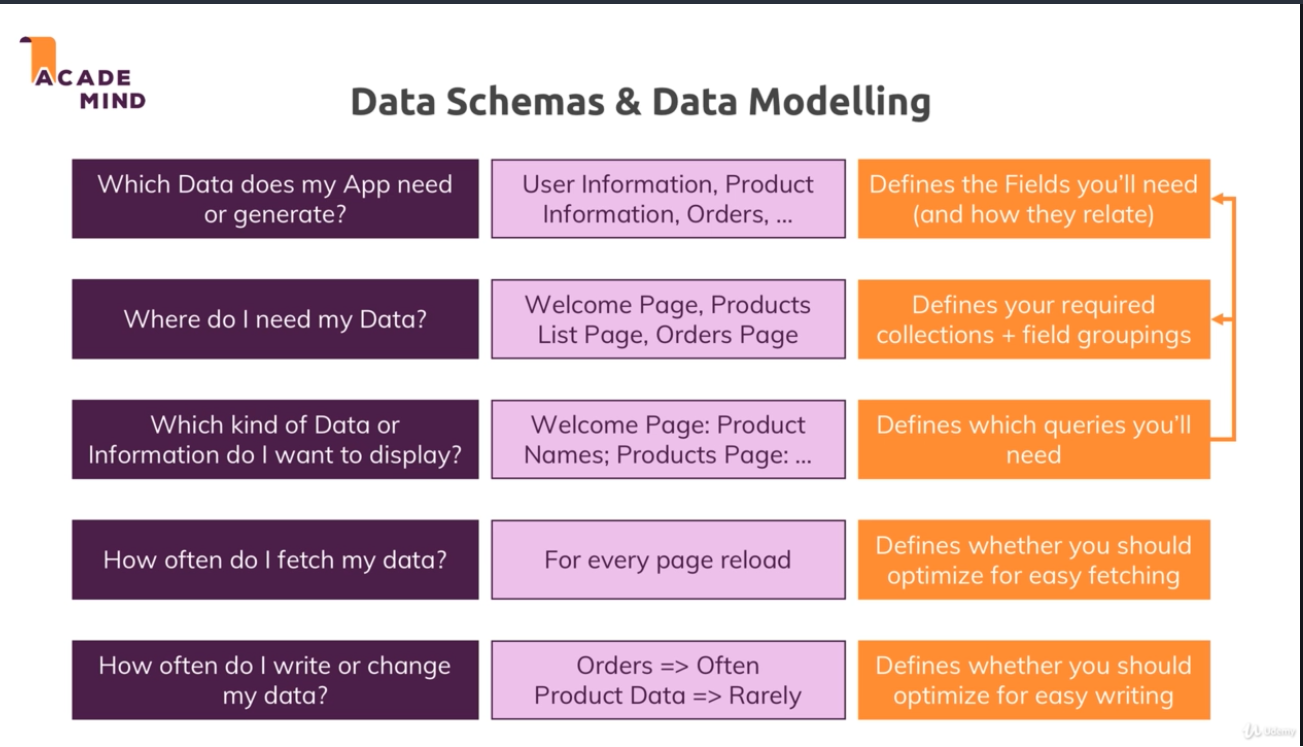 ACADE
MIND
Data Schemas & Data Modelling
Which Data does my App need
or generate?
User Information, Product
Information, Orders, ...
Defines the Fields you'll need
(and how they relate)
Where do I need my Data?
Welcome Page, Products
List Page, Orders Page
Defines your required
collections + field groupings
Which kind of Data or
Information do I want to display?
Welcome Page: Product
Names; Products Page: ...
Defines which queries you'll
need
How often do I fetch my data?
For every page reload
Defines whether you should
optimize for easy fetching
How often do I write or change
my data?
Orders => Often
Product Data => Rarely
Defines whether you should
optimize for easy writing
Udemy